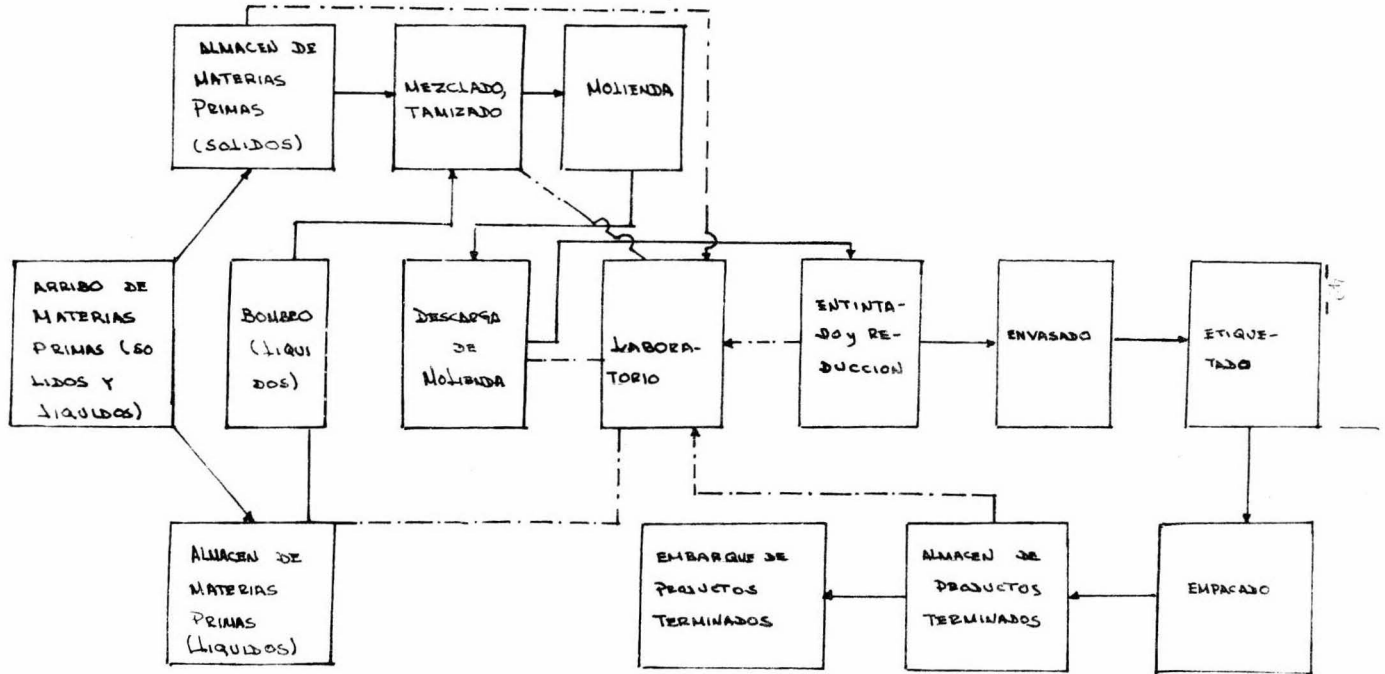 ALMACEN DE
MATERIAS
PRIMAS
(SOLIDOS)
MEZCLADO,
TAMIZADO
MOLIENDA
ARRIBO DE
MATERIAS
PRIMAS (SO
LIDOS Y
LIQUIDOS)
BOMBEO
(LIQUI
DOS)
DESCARGA
DE
MOLIENDA
LABORA-
TORIO
ENTINTA-
DO y RE-
DUCCION
ENVASADO
ETIQUE-
TADO
ALMACEN DE
MATERIAS
PRIMAS
(LIQUIDOS)
EMBARQUE DE
PRODUCTOS
TERMINADOS
ALMACEN DE
PRODUCTOS
TERMINADOS
EMPACADO